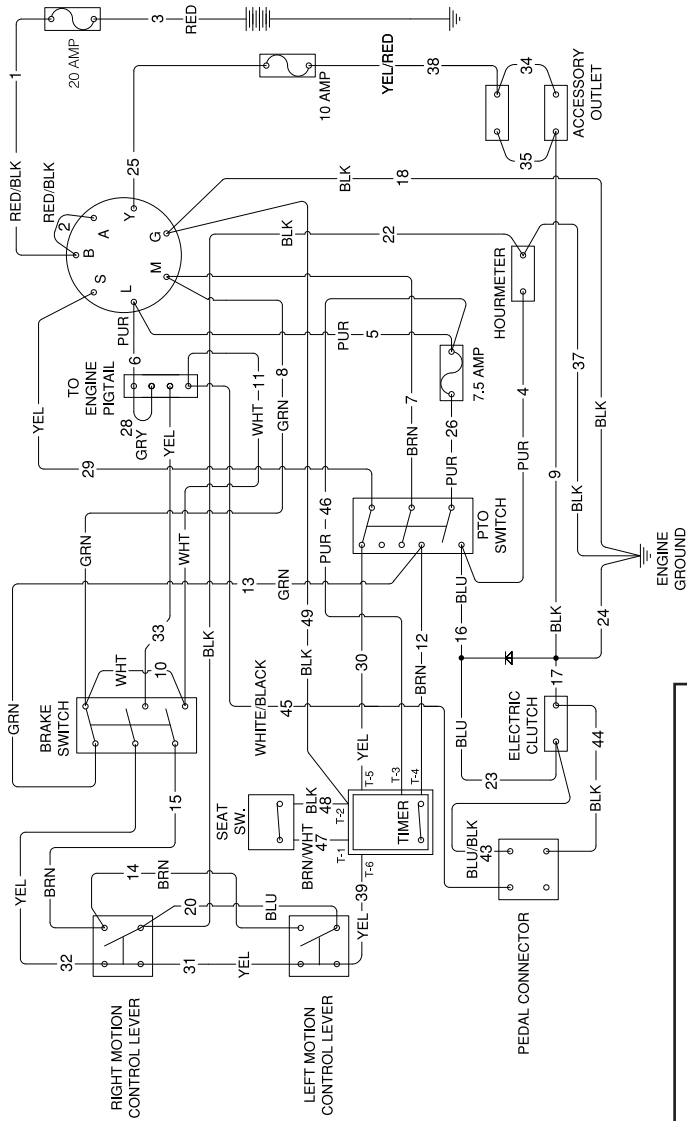 1
20 AMP
3
RED
RED/BLK
RED/BLK
2
A
B
S
L
Y
G
M
25
10 AMP
YEL/RED
38
34
35
ACCESSORY
OUTLET
BLK
18
BLK
22
HOURMETER
PUR
6
TO
ENGINE
PIGTAIL
28
GRY
YEL
WHT
11
GRN
8
PUR
5
7.5 AMP
BRN
7
PUR
26
PUR
46
PUR
4
37
BLK
BLK
9
BLK
YEL
29
GRN
WHT
13
GRN
PTO
SWITCH
ENGINE
GROUND
24
BRAKE
SWITCH
WHT
10
33
BLK
WHITE/BLACK
45
BLK
49
YEL
30
BRN
12
BLU
16
BLU
23
17
ELECTRIC
CLUTCH
44
BLK
GRN
15
YEL
BRN
14
BRN
20
BLU
32
31
YEL
RIGHT MOTION
CONTROL LEVER
LEFT MOTION
CONTROL LEVER
SEAT
SW.
BRN/WHT
47
BLK
48
T-1
T-2
T-3
T-4
T-5
T-6
TIMER
YEL
39
BLU/BLK
43
PEDAL CONNECTOR